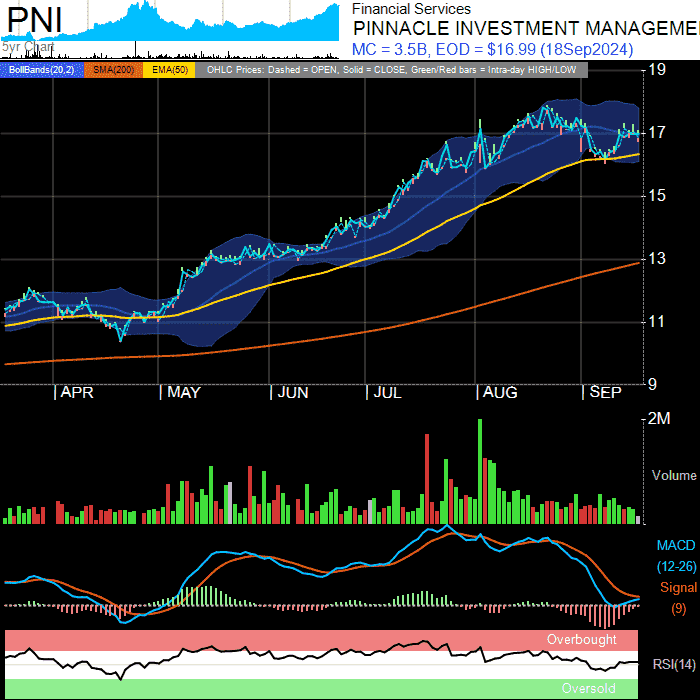 PNI
5yr Chart
Financial Services
PINNACLE INVESTMENT MANAGEME
MC = 3.5B, EOD = $16.99 (18Sep2024)
BollBands(20,2) SMA(200) EMA(50) OHLC Prices: Dashed = OPEN, Solid = CLOSE, Green/Red bars = Intra-day HIGH/LOW
19
17
15
13
11
9
APR MAY JUN JUL AUG SEP
2M
Volume
MACD
(12-26)
Signal
(9)
Overbought
RSI(14)
Oversold